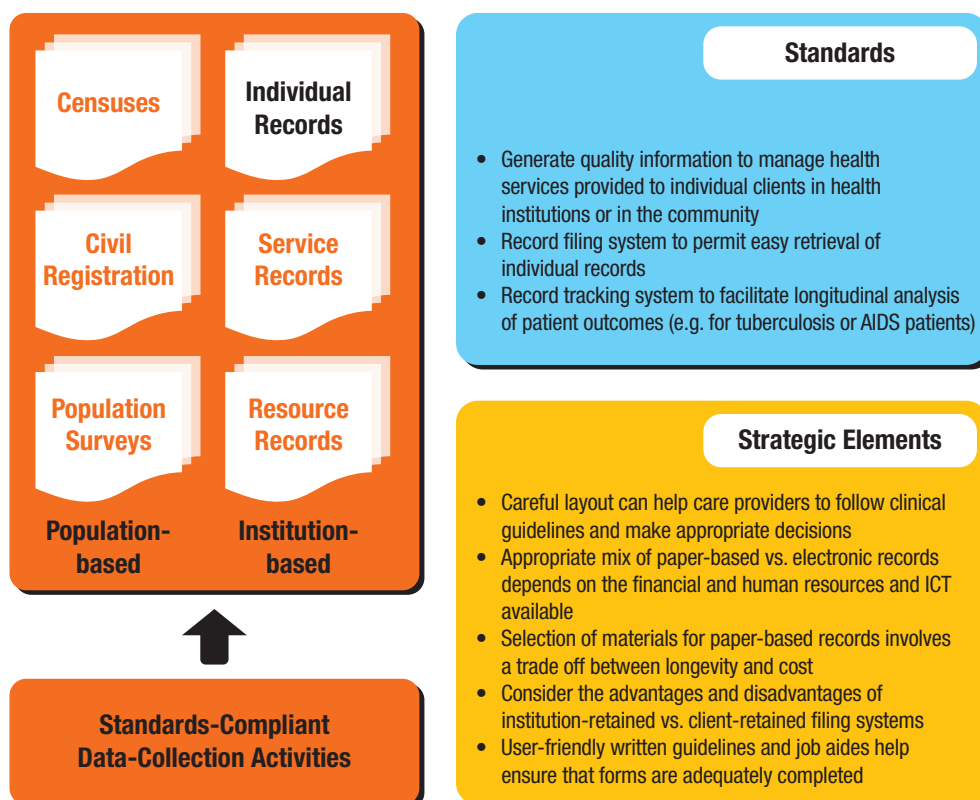 Censuses
Individual
Records
Civil
Registration
Service
Records
Population
Surveys
Resource
Records
Population-
based
Institution-
based
Standards-Compliant
Data-Collection Activities
Standards
• Generate quality information to manage health
services provided to individual clients in health
institutions or in the community
• Record filing system to permit easy retrieval of
individual records
• Record tracking system to facilitate longitudinal analysis
of patient outcomes (e.g. for tuberculosis or AIDS patients)
Strategic Elements
• Careful layout can help care providers to follow clinical
guidelines and make appropriate decisions
• Appropriate mix of paper-based vs. electronic records
depends on the financial and human resources and ICT
available
• Selection of materials for paper-based records involves
a trade off between longevity and cost
• Consider the advantages and disadvantages of
institution-retained vs. client-retained filing systems
• User-friendly written guidelines and job aides help
ensure that forms are adequately completed